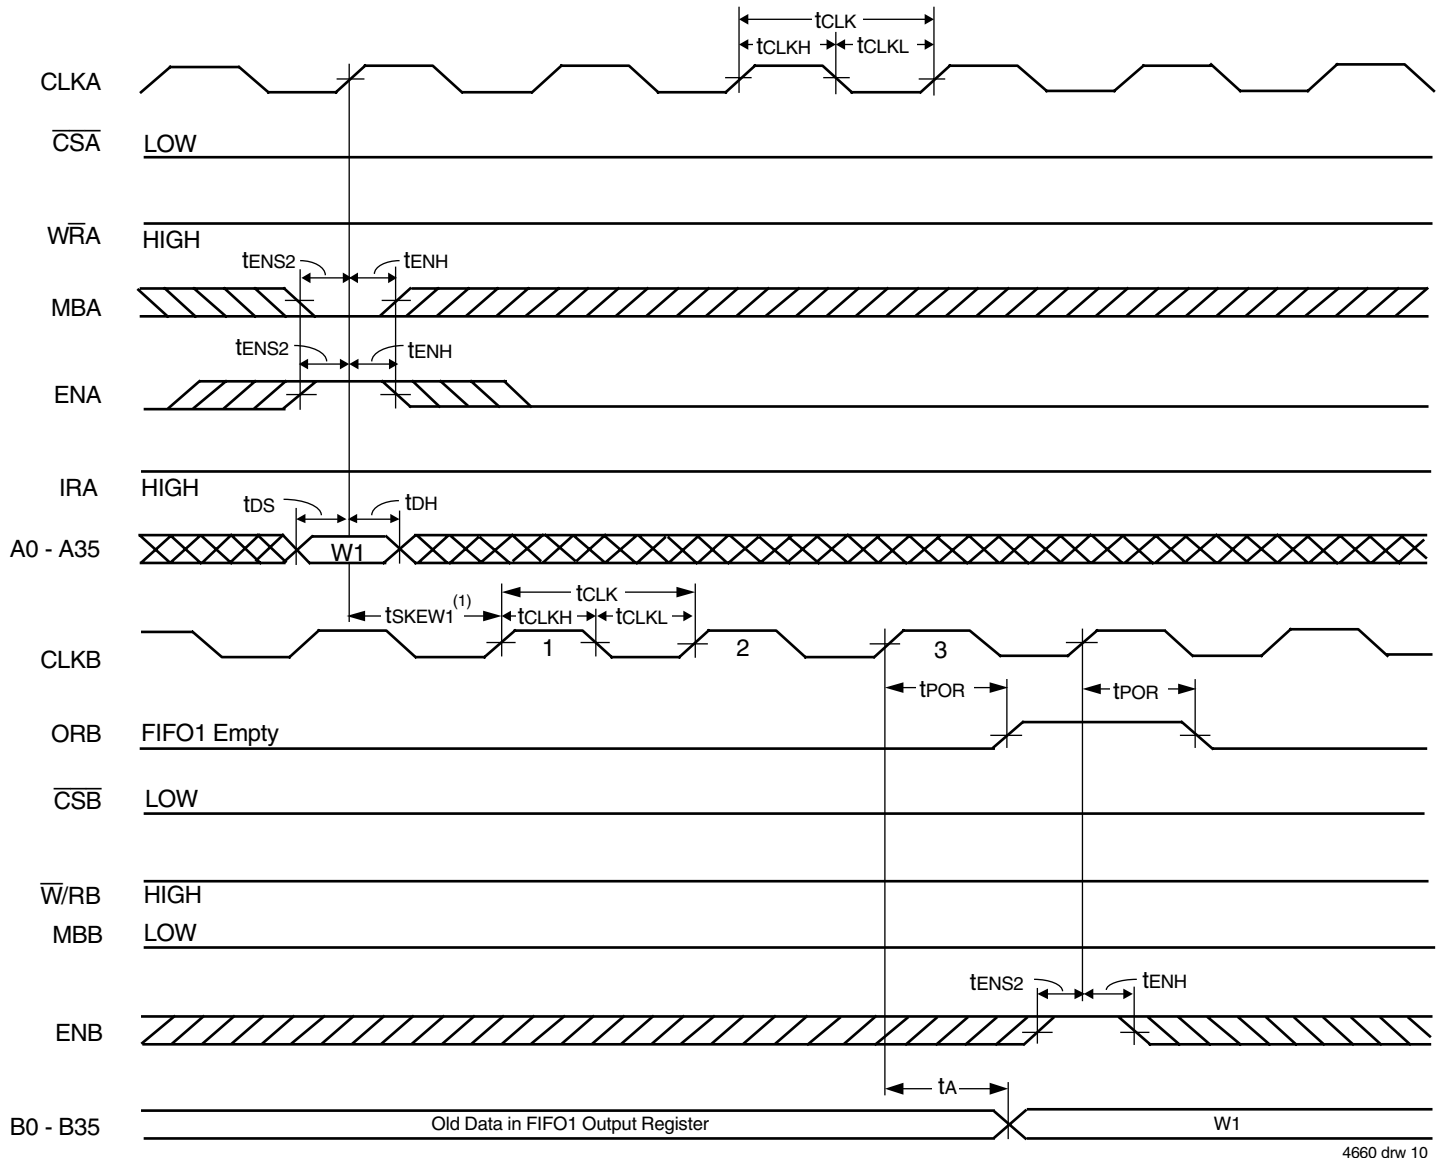 tCLK
tCLKH tCLKL
CLKA
CSA LOW
WRA HIGH
tENS2 tENH
MBA
tENS2 tENH
ENA
IRA HIGH
tDS tDH
A0 - A35 W1
tCLK
tSKEW1(1) tCLKH tCLKL
CLKB 1 2 3
tPOR tPOR
ORB FIFO1 Empty
CSB LOW
W/RB HIGH
MBB LOW
tENS2 tENH
ENB
tA
B0 - B35 Old Data in FIFO1 Output Register W1
4660 drw 10